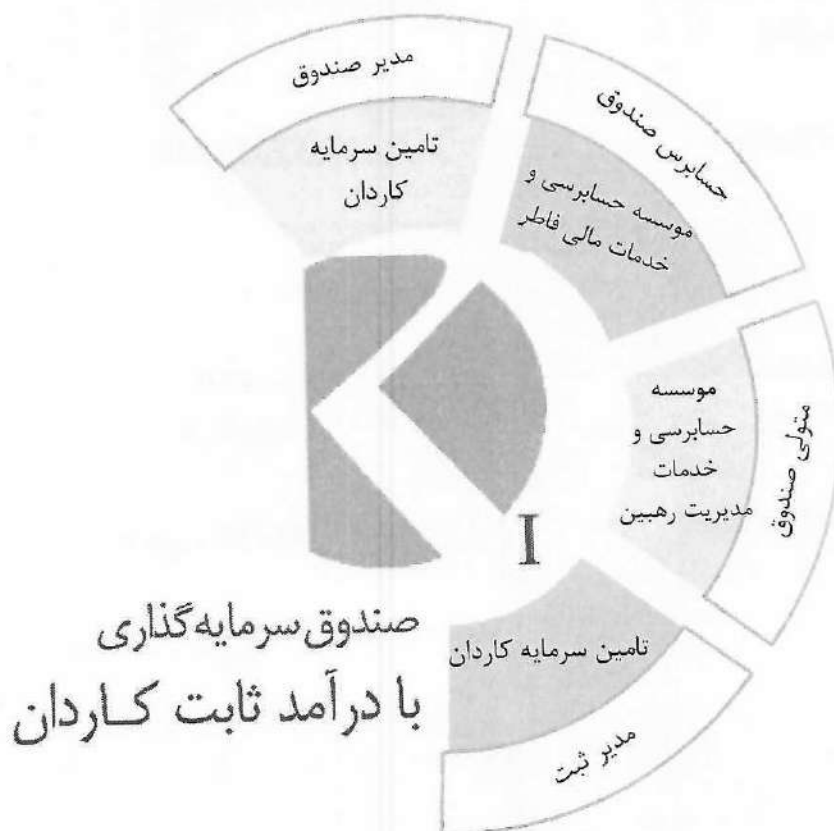 مدیر صندوق
تامین سرمایه
کاردان
حسابرس صندوق
موسسه حسابرسی و
خدمات مالی فاطر
متولی صندوق
موسسه
حسابرسی و
خدمات
مدیریت رهبین
مدیر ثبت
تامین سرمایه کاردان
I
صندوق سرمایه‌گذاری
با درآمد ثابت کـاردان